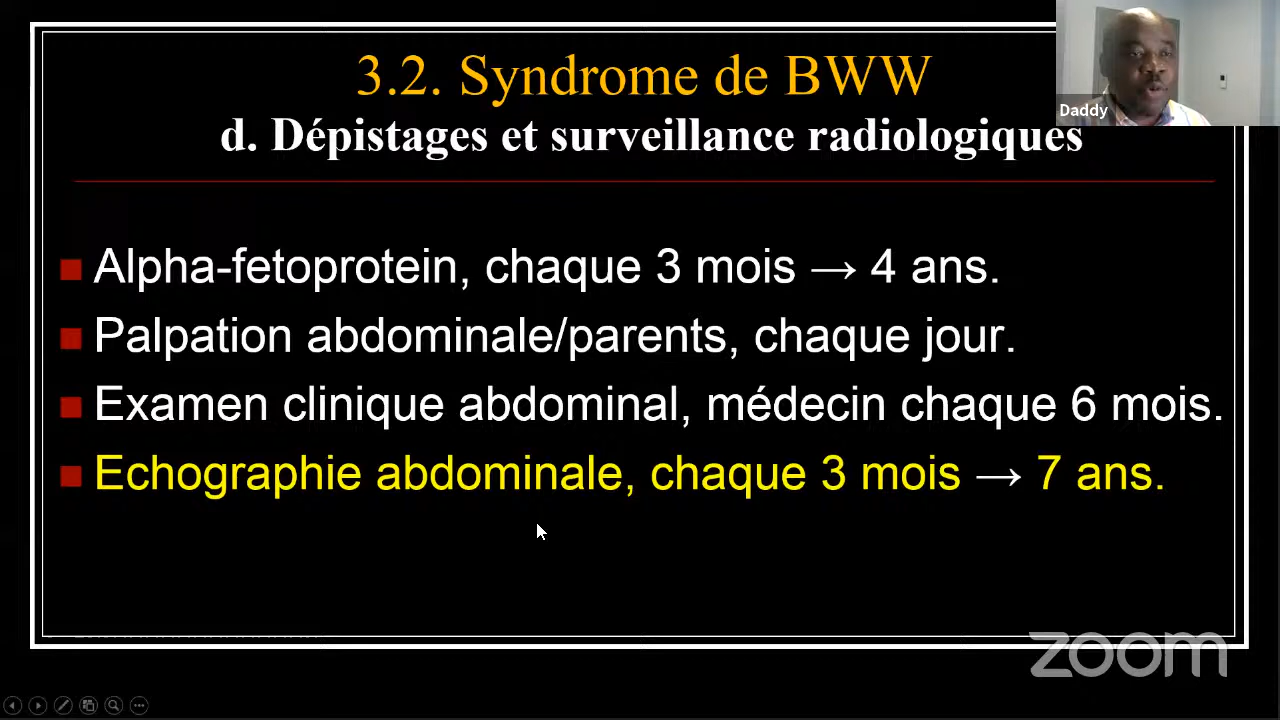 3.2. Syndrome de BWW
d. Dépistages et surveillance radiologiques
Daddy
Alpha-fetoprotein, chaque 3 mois → 4 ans.
Palpation abdominale/parents, chaque jour.
Examen clinique abdominal, médecin chaque 6 mois.
Echographie abdominale, chaque 3 mois → 7 ans.
zoom